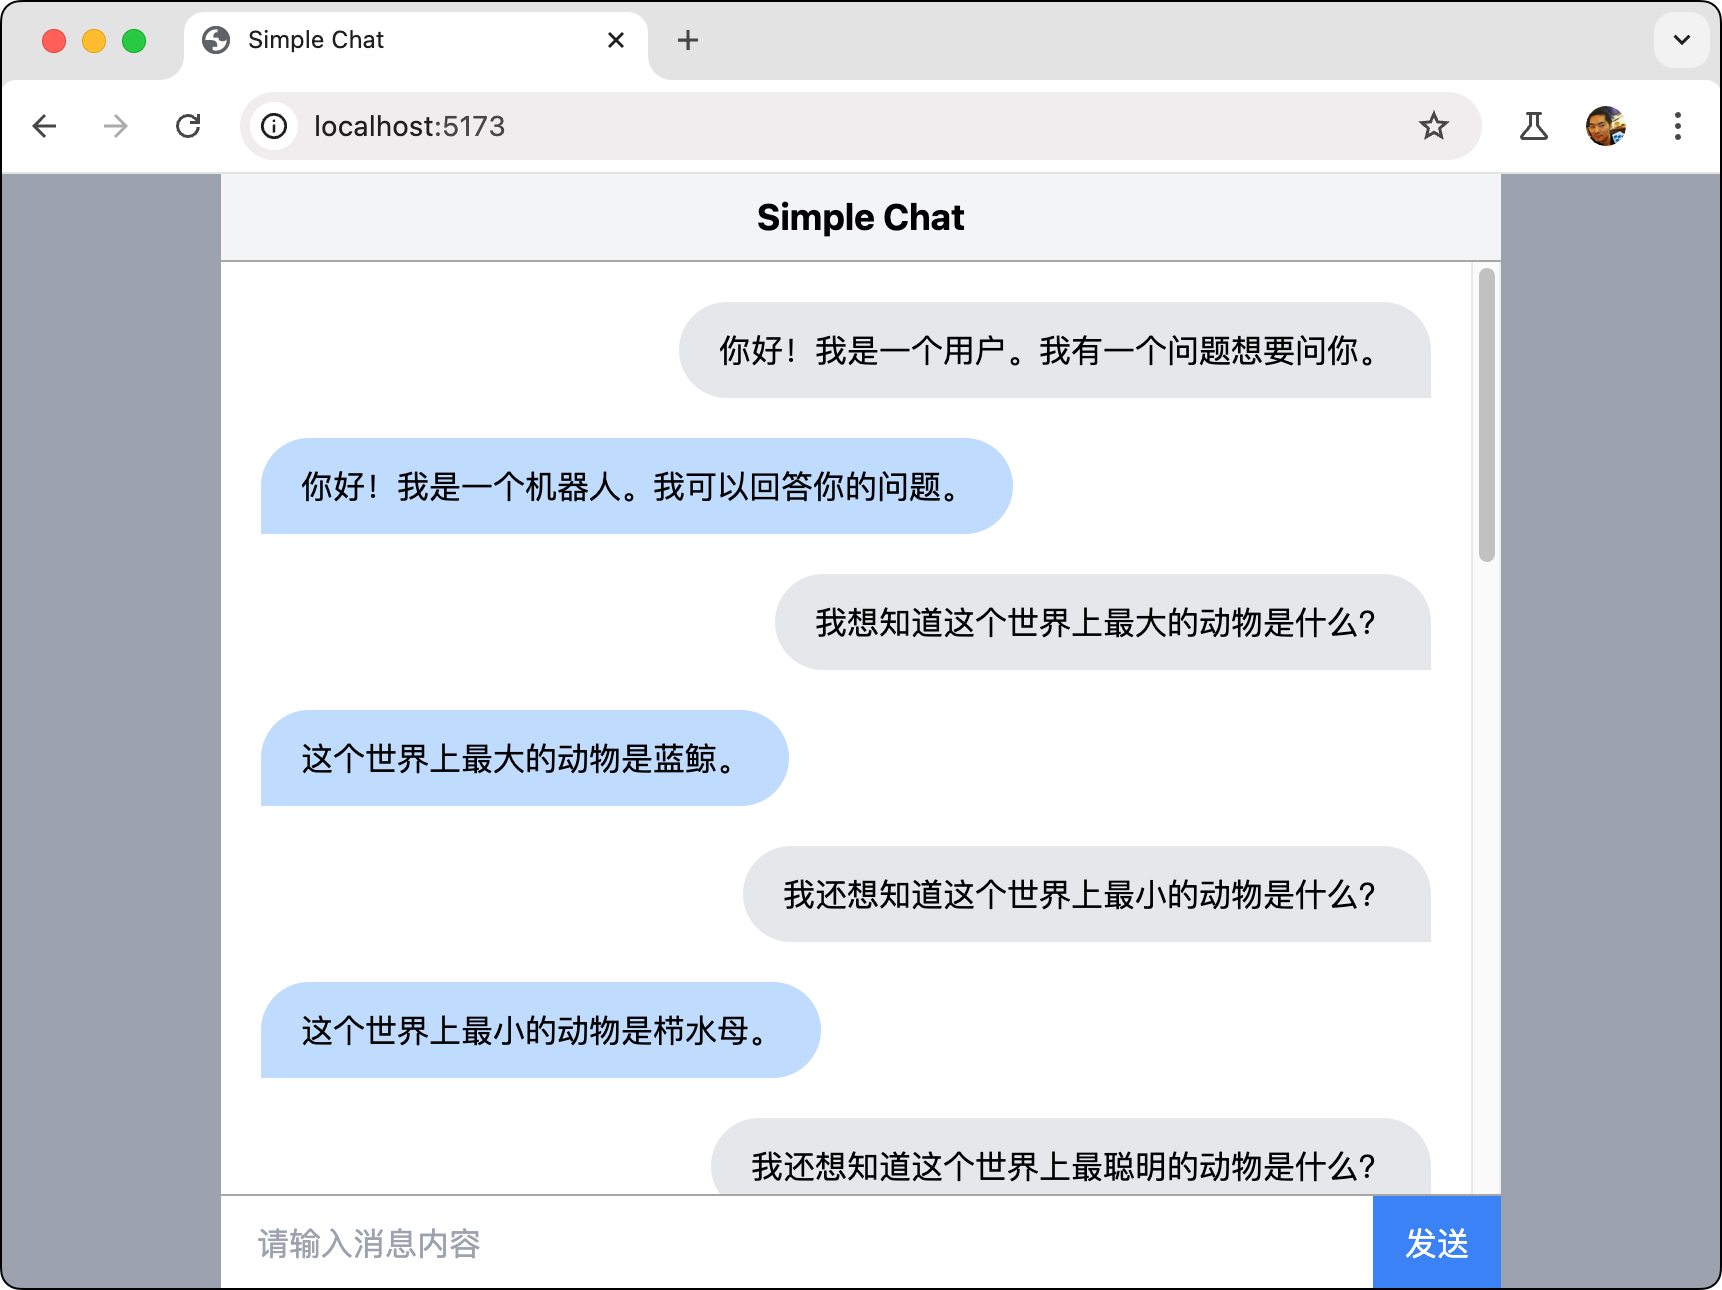 Simple Chat
localhost:5173
Simple Chat
你好！我是一个用户。我有一个问题想要问你。
你好！我是一个机器人。我可以回答你的问题。
我想知道这个世界上最大的动物是什么？
这个世界上最大的动物是蓝鲸。
我还想知道这个世界上最小的动物是什么？
这个世界上最小的动物是栉水母。
我还想知道这个世界上最聪明的动物是什么？
请输入消息内容
发送